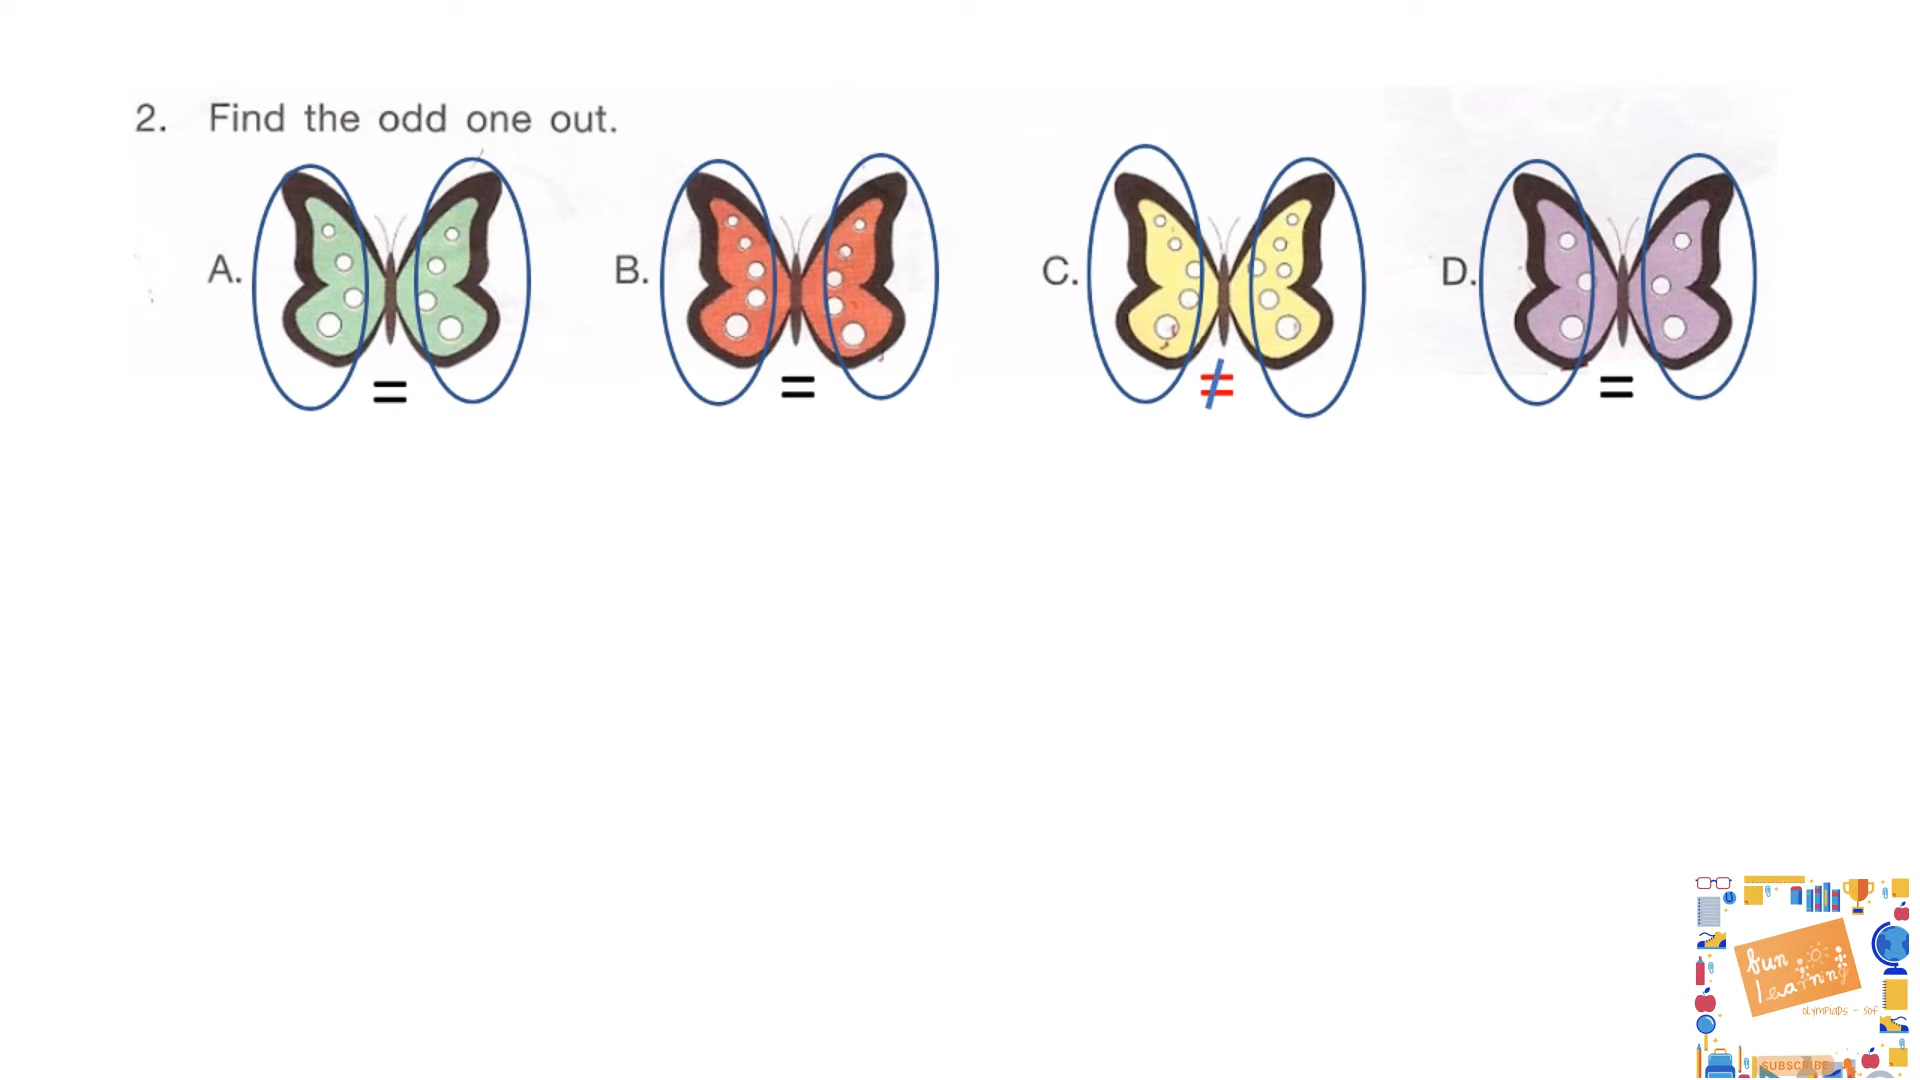 2. Find the odd one out.
A. B. C. D.
= = ≠ =
fun
learning
OLYMPIADS - SOF
SUBSCRIBE